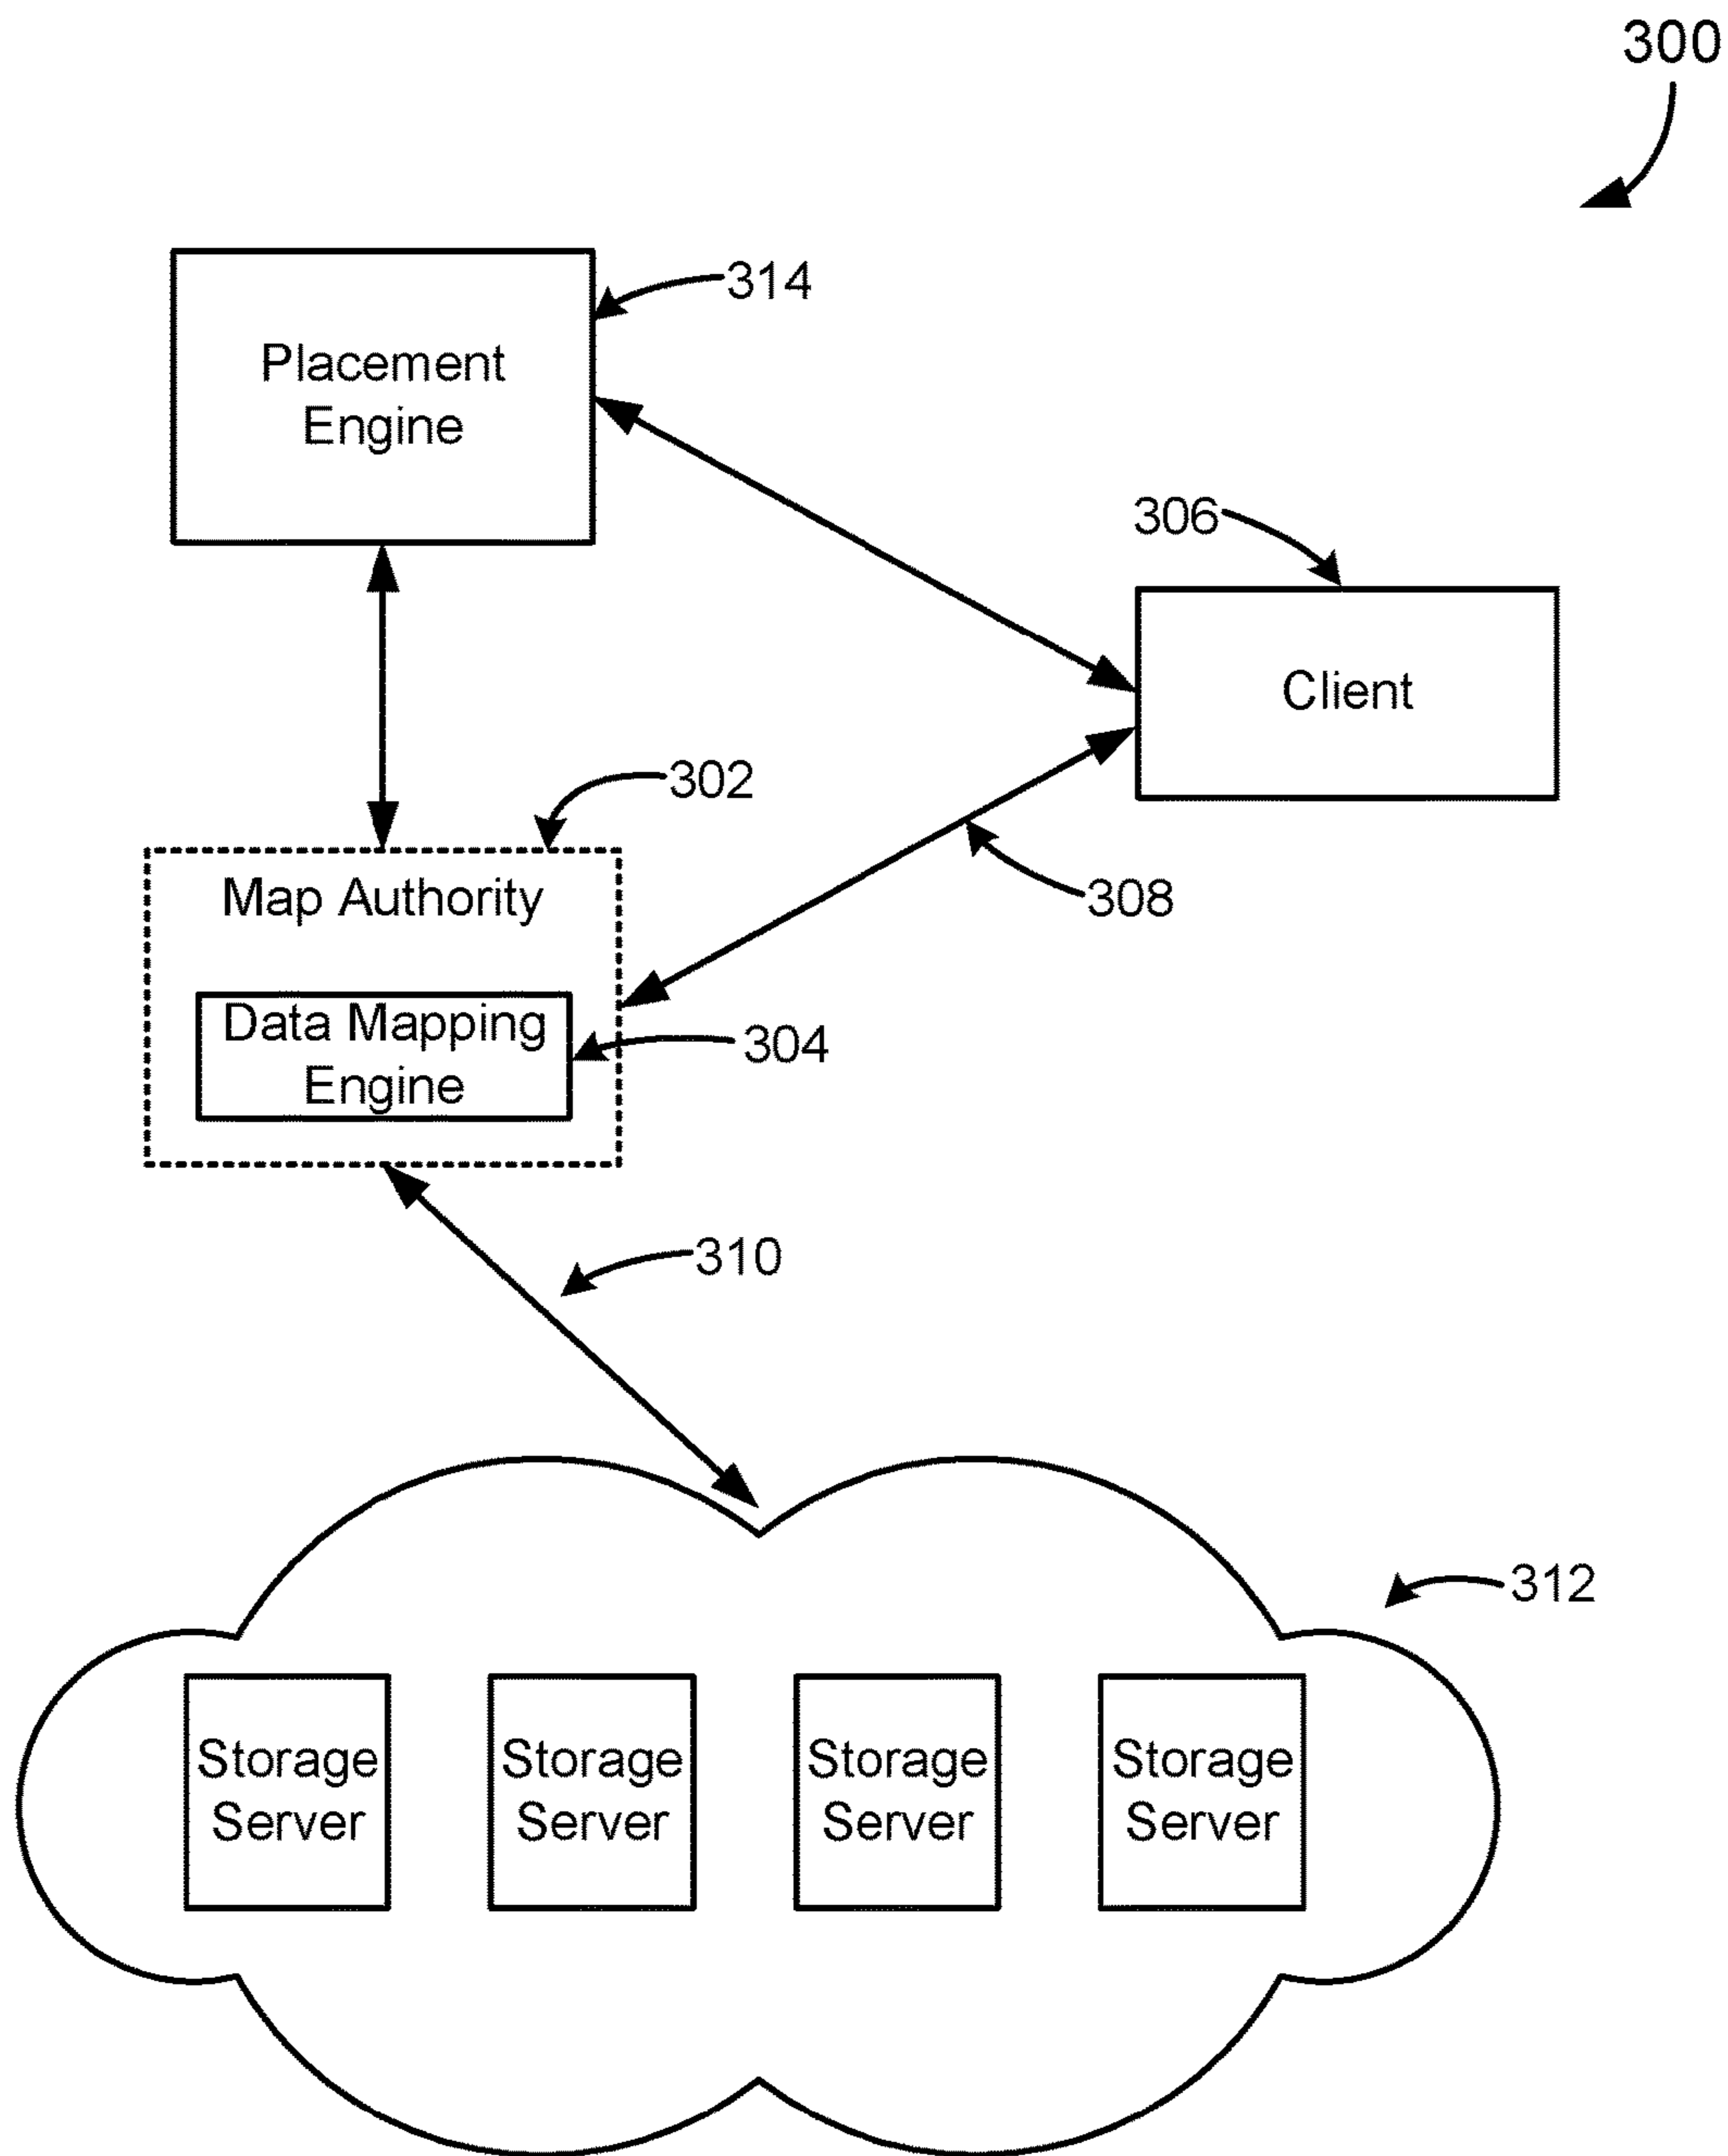 300
314
Placement
Engine
306
Client
302
Map Authority
308
Data Mapping
Engine
304
310
312
Storage
Server
Storage
Server
Storage
Server
Storage
Server